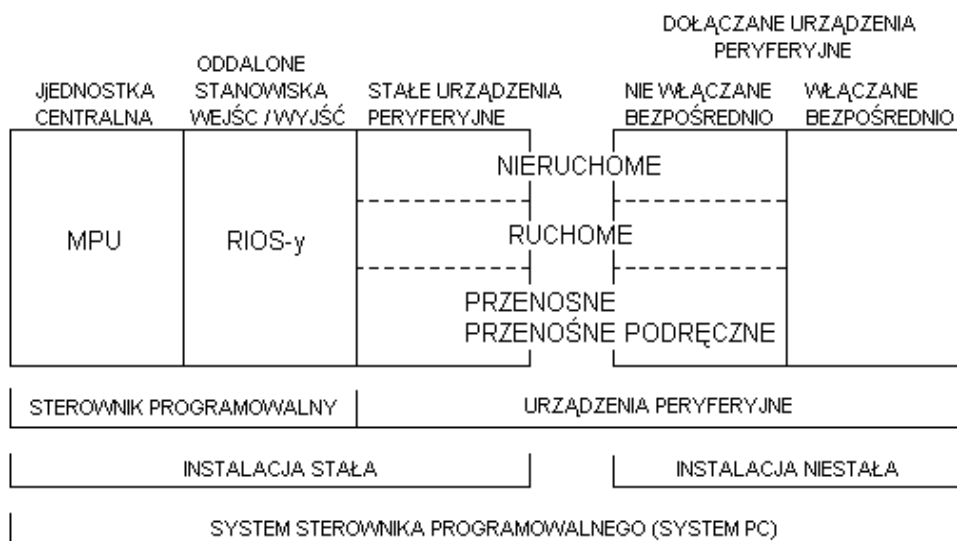 DOŁĄCZANE URZĄDZENIA
PERYFERYJNE
JjEDNOSTKA
CENTRALNA
ODDALONE
STANOWISKA
WEJŚC / WYJŚĆ
STAŁE URZĄDZENIA
PERYFERYJNE
NIE WŁĄCZANE
BEZPOŚREDNIO
WŁĄCZANE
BEZPOŚREDNIO
NIERUCHOME
MPU
RIOS-y
RUCHOME
PRZENOSNE
PRZENOŚNE PODRĘCZNE
STEROWNIK PROGRAMOWALNY
URZĄDZENIA PERYFERYJNE
INSTALACJA STAŁA
INSTALACJA NIESTAŁA
SYSTEM STEROWNIKA PROGRAMOWALNEGO (SYSTEM PC)